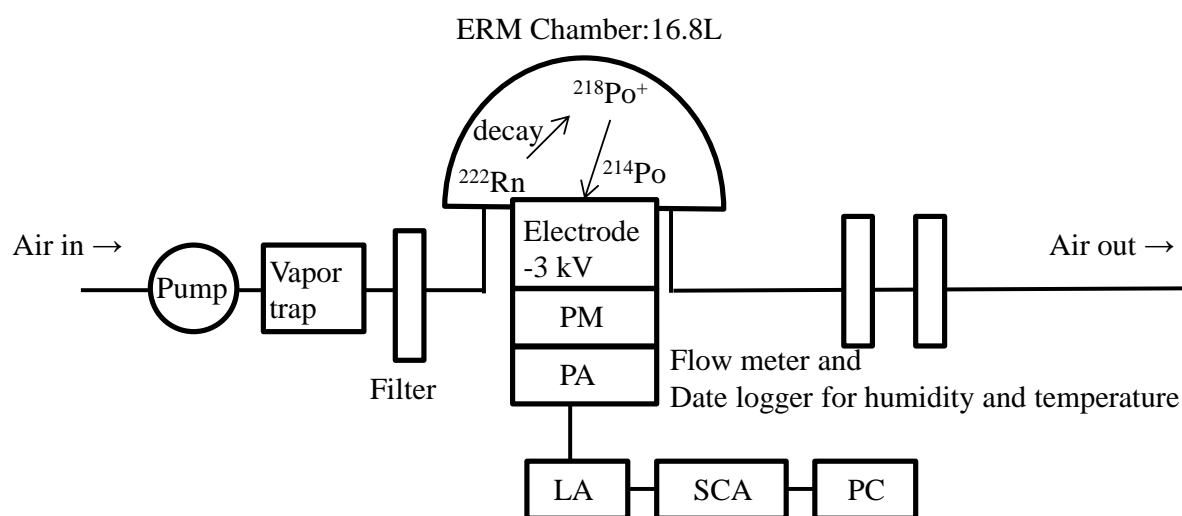 ERM Chamber:16.8L
²¹⁸Po⁺
decay
²²²Rn
²¹⁴Po
Air in →
Electrode
-3 kV
Air out →
Pump
Vapor
trap
PM
Filter
PA
Flow meter and
Date logger for humidity and temperature
LA
SCA
PC